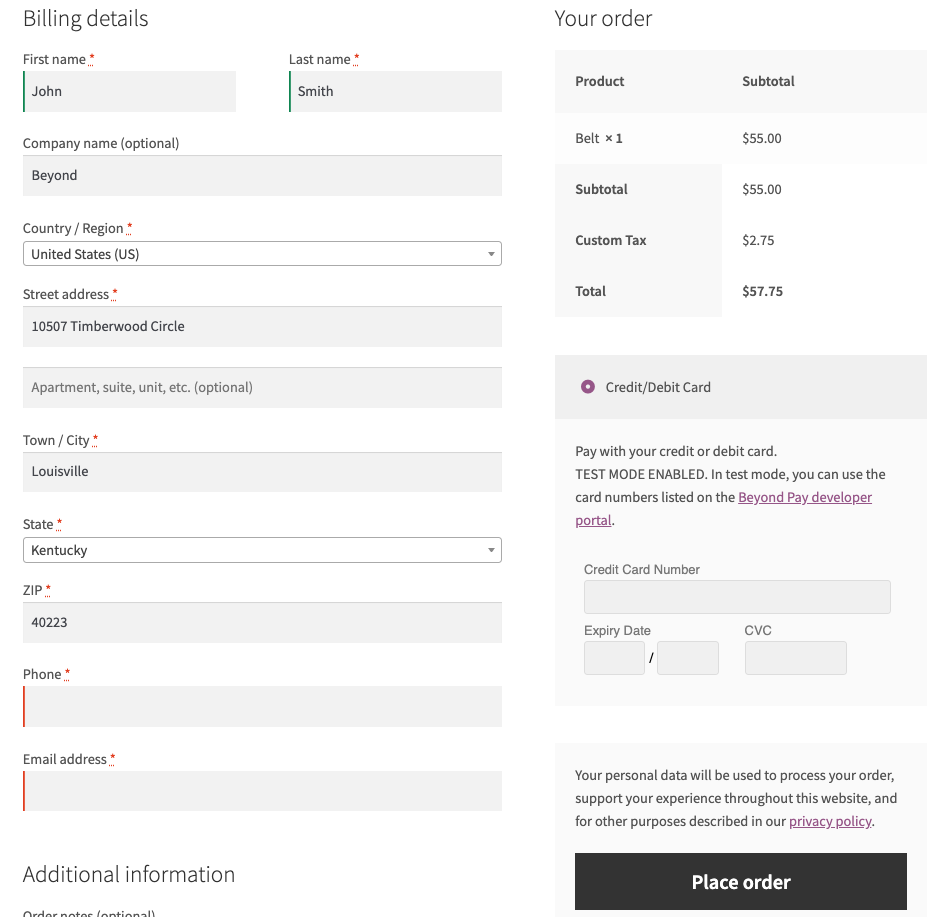 Billing details
First name *
Last name *
John
Smith
Company name (optional)
Beyond
Country / Region *
United States (US)
Street address *
10507 Timberwood Circle
Apartment, suite, unit, etc. (optional)
Town / City *
Louisville
State *
Kentucky
ZIP *
40223
Phone *
Email address *
Additional information
Order notes (optional)
Your order
Product Subtotal
Belt × 1 $55.00
Subtotal $55.00
Custom Tax $2.75
Total $57.75
Credit/Debit Card
Pay with your credit or debit card.
TEST MODE ENABLED. In test mode, you can use the
card numbers listed on the Beyond Pay developer
portal.
Credit Card Number
Expiry Date CVC
/
Your personal data will be used to process your order,
support your experience throughout this website, and
for other purposes described in our privacy policy.
Place order